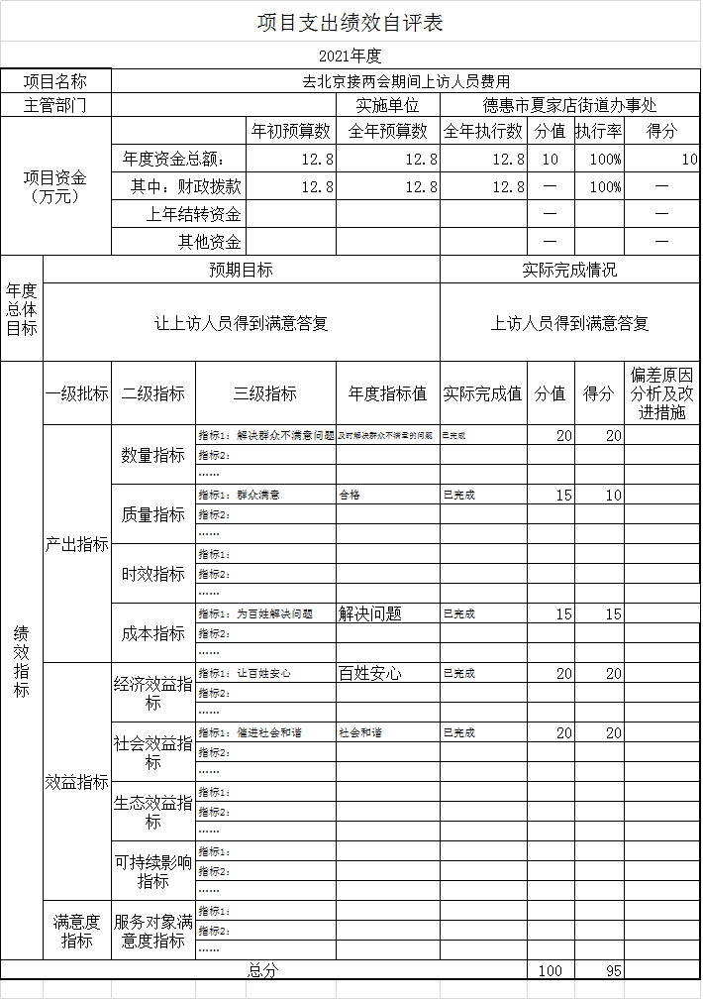 项目支出绩效自评表
2021年度
项目名称 去北京接两会期间上访人员费用
主管部门 实施单位 德惠市夏家店街道办事处
项目资金
（万元）
年初预算数 全年预算数 全年执行数 分值 执行率 得分
年度资金总额： 12.8 12.8 12.8 10 100% 10
其中：财政拨款 12.8 12.8 12.8 — 100% —
上年结转资金 — —
其他资金 — —
年度
总体
目标
预期目标 实际完成情况
让上访人员得到满意答复 上访人员得到满意答复
绩
效
指
标
一级批标 二级指标 三级指标 年度指标值 实际完成值 分值 得分 偏差原因
分析及改
进措施
产出指标
数量指标
指标1：解决群众不满意问题 及时解决群众不满意的问题 已完成 20 20
指标2：
……
质量指标
指标1：群众满意 合格 已完成 15 10
指标2：
……
时效指标
指标1：
指标2：
……
成本指标
指标1：为百姓解决问题 解决问题 已完成 15 15
指标2：
……
效益指标
经济效益指
标
指标1：让百姓安心 百姓安心 已完成 20 20
指标2：
……
社会效益指
标
指标1：催进社会和谐 社会和谐 已完成 20 20
指标2：
……
生态效益指
标
指标1：
指标2：
……
可持续影响
指标
指标1：
指标2：
……
满意度
指标
服务对象满
意度指标
指标1：
指标2：
……
总分 100 95